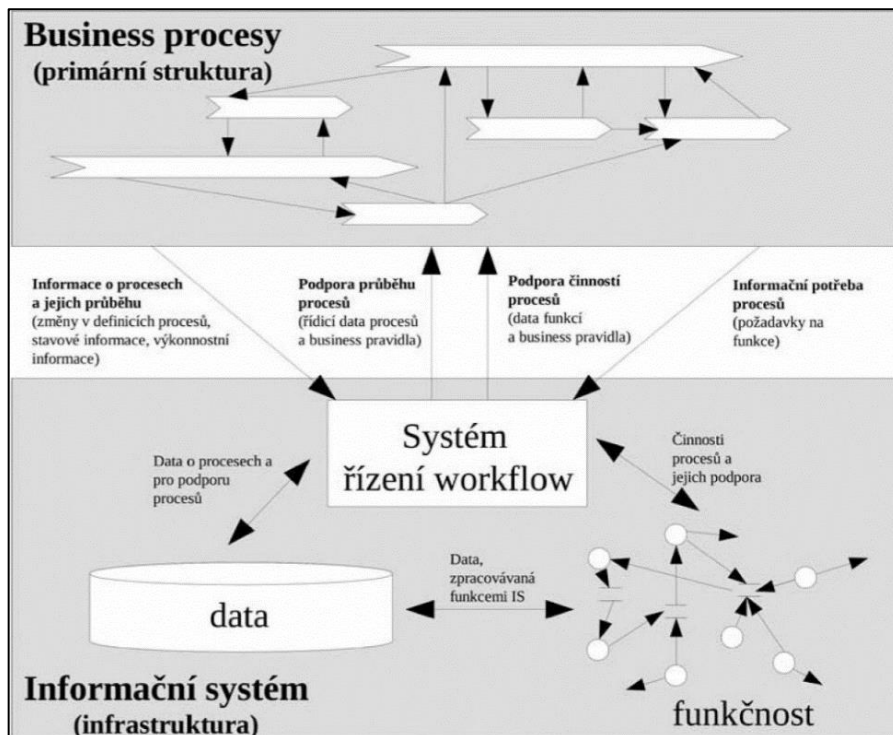 Business procesy
(primární struktura)
Informace o procesech
a jejich průběhu
(změny v definicích procesů,
stavové informace, výkonnostní
informace)
Podpora průběhu
procesů
(řídicí data procesů
a business pravidla)
Podpora činností
procesů
(data funkcí
a business pravidla)
Informační potřeba
procesů
(požadavky na
funkce)
Systém
řízení workflow
Data o procesech a
pro podporu
procesů
Činnosti
procesů a
jejich podpora
data
Data,
zpracovávaná
funkcemi IS
funkčnost
Informační systém
(infrastruktura)